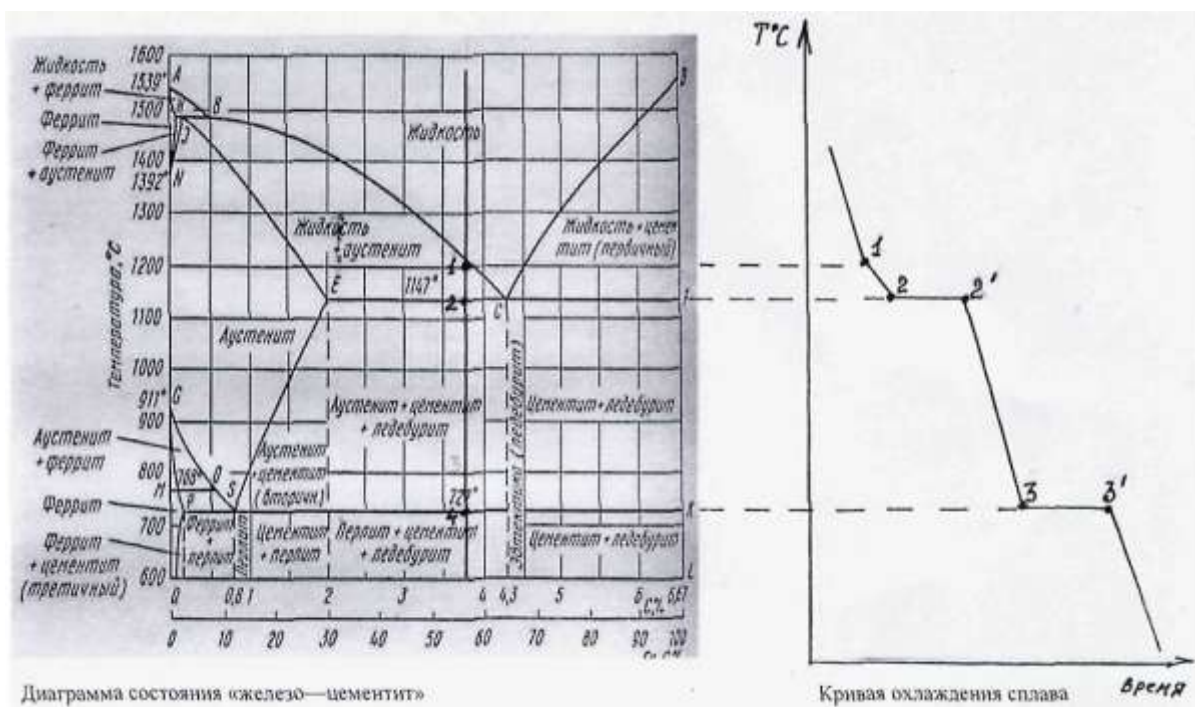 T°C
1600
Жидкость
+ феррит
1539°
A
1500
H
B
Феррит
Э
Жидкость
Феррит
+ аустенит
1400
N
1392°
1300
Жидкость
+ аустенит
Жидкость + цемен
тит (первичный)
Температура, °C
1200
1
E
1147°
2
C
1100
Аустенит
1000
911°
G
900
Аустенит
+ феррит
Аустенит
+ цементит
(вторичн)
Аустенит + цементит
+ ледебурит
Эвтектика (ледебурит)
Цементит + ледебурит
800
768°
O
M
S
P
727°
K
Феррит
700
Феррит
+
перлит
Перлит
Цементит
+ перлит
Перлит + цементит
+ ледебурит
Цементит + ледебурит
Феррит
+ цементит
(третичный)
600
L
0
0,8
1
2
3
4
4,3
5
6
C,%
6,67
0
10
20
30
40
50
60
70
80
90
100
1
2
2'
3
3'
Время
Диаграмма состояния «железо—цементит»
Кривая охлаждения сплава